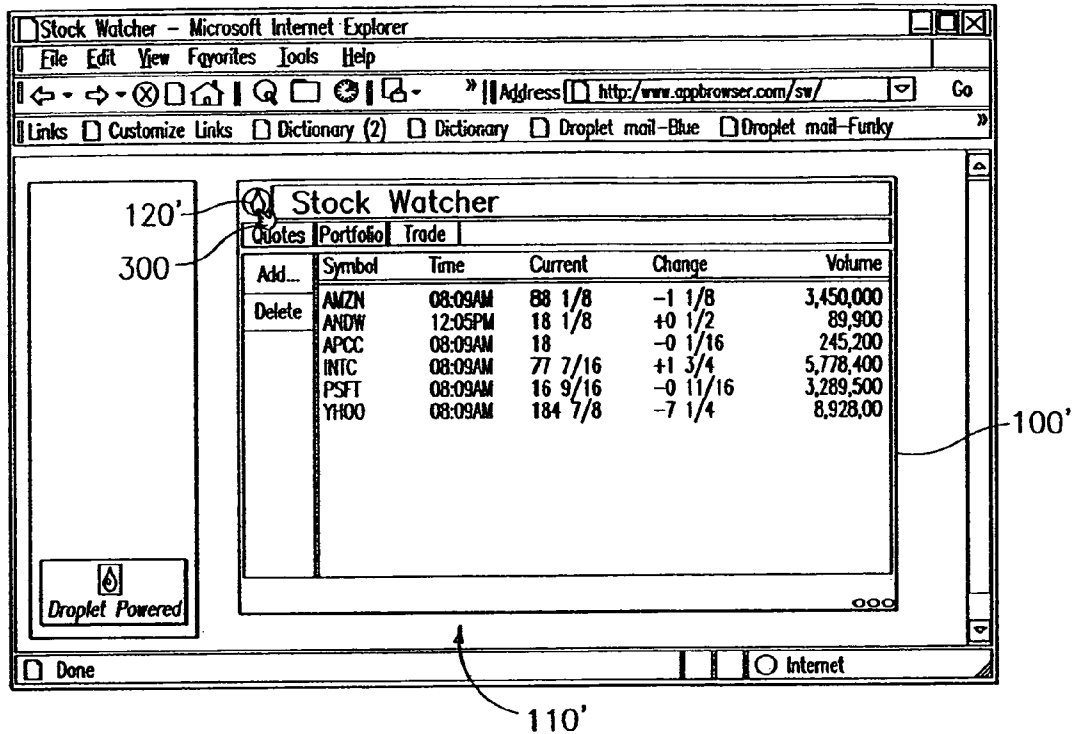 Stock Watcher – Microsoft Internet Explorer
File Edit View Favorites Tools Help
» Address http:/www.appbrowser.com/sw/ Go
Links Customize Links Dictionary (2) Dictionary Droplet mail–Blue Droplet mail–Funky »
120' Stock Watcher
300 Quotes Portfolio Trade
Add... Symbol Time Current Change Volume
Delete AMZN 08:09AM 88 1/8 –1 1/8 3,450,000
ANDW 12:05PM 18 1/8 +0 1/2 89,900
APCC 08:09AM 18 –0 1/16 245,200
INTC 08:09AM 77 7/16 +1 3/4 5,778,400
PSFT 08:09AM 16 9/16 –0 11/16 3,289,500
YHOO 08:09AM 184 7/8 –7 1/4 8,928,00
100'
Droplet Powered
Done Internet
110'